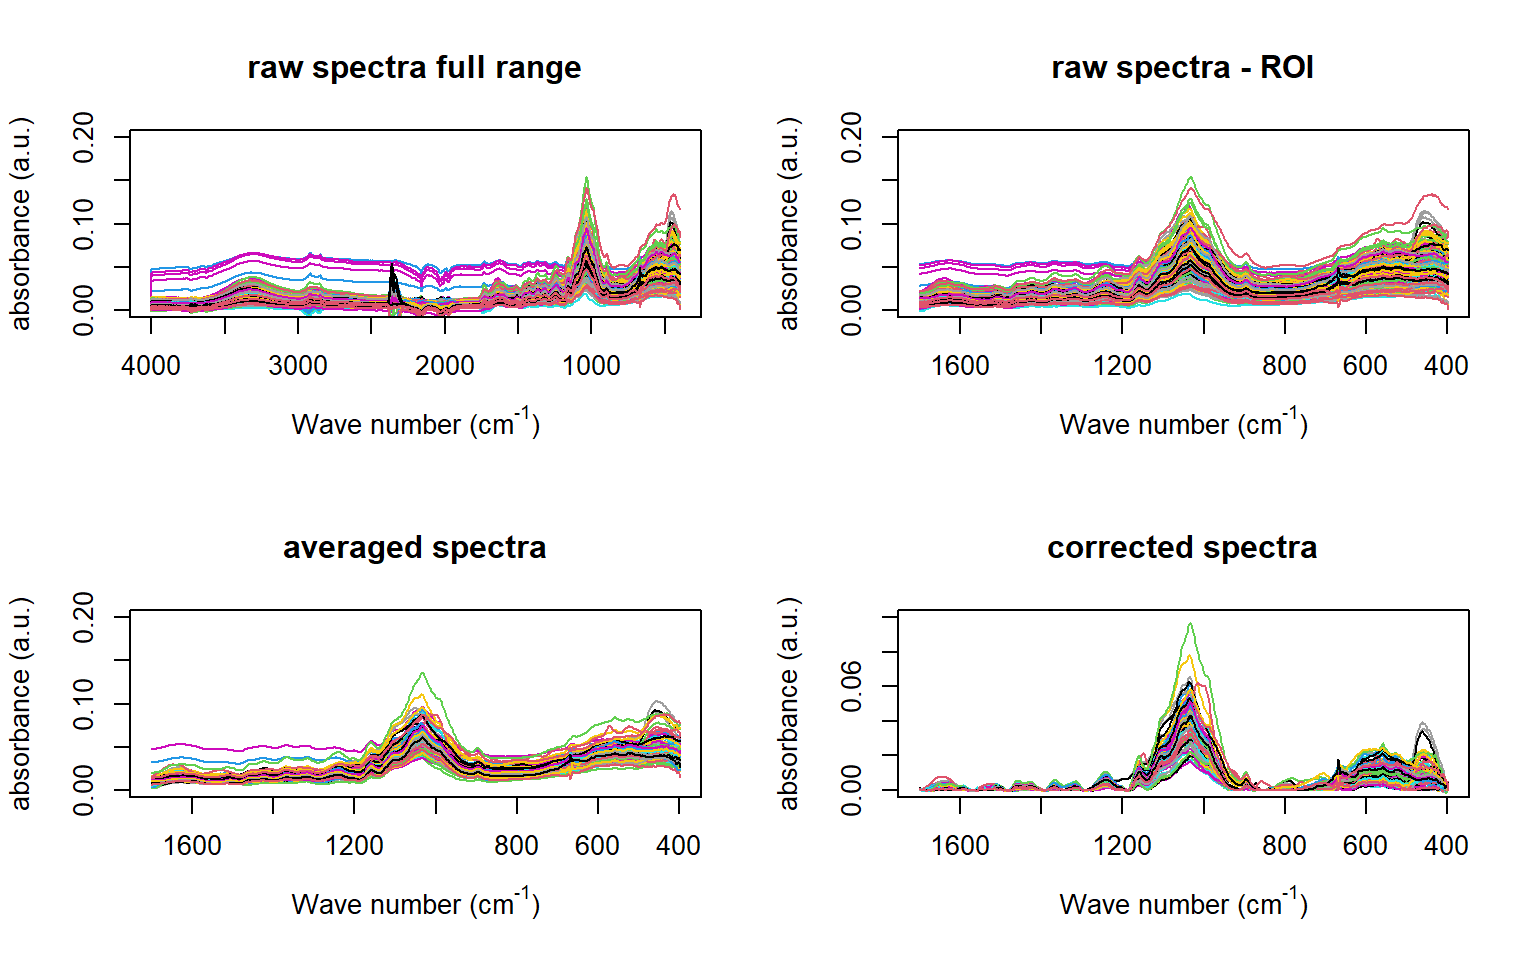 raw spectra full range
absorbance (a.u.)
0.00 0.10 0.20
4000 3000 2000 1000
Wave number (cm-1)
raw spectra - ROI
absorbance (a.u.)
0.00 0.10 0.20
1600 1200 800 600 400
Wave number (cm-1)
averaged spectra
absorbance (a.u.)
0.00 0.10 0.20
1600 1200 800 600 400
Wave number (cm-1)
corrected spectra
absorbance (a.u.)
0.00 0.06
1600 1200 800 600 400
Wave number (cm-1)